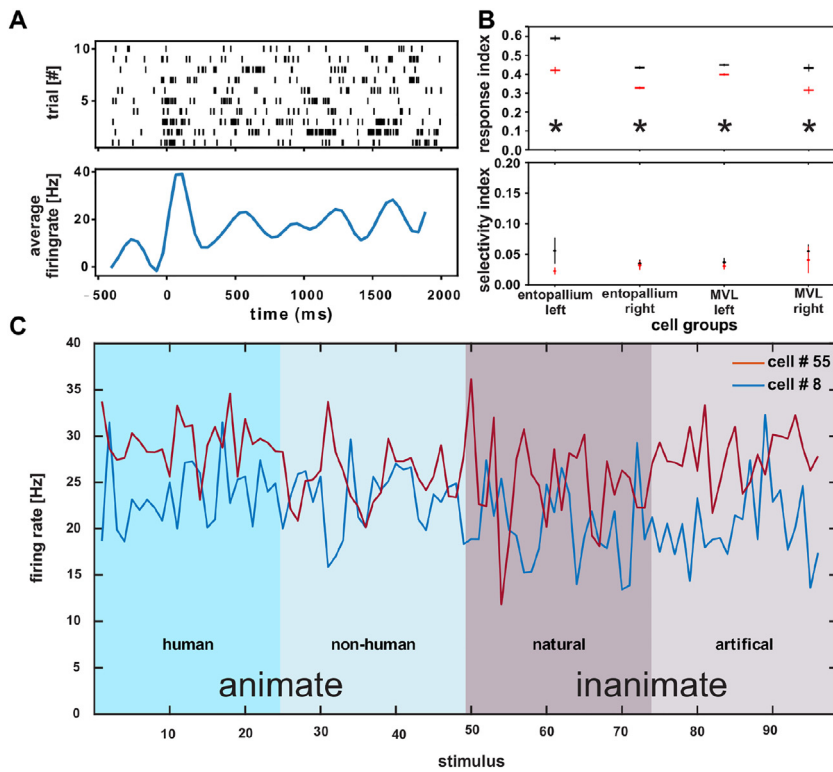 A
trial [#]
10
5
0
average
firingrate [Hz]
40
20
0
-500
0
500
1000
1500
2000
time (ms)
B
response index
0.6
0.5
0.4
0.3
0.1
0.0
* * * *
selectivity index
0.20
0.15
0.10
0.05
0.00
entopallium
left
entopallium
right
MVL
left
MVL
right
cell groups
C
firing rate [Hz]
40
35
30
25
20
15
10
5
0
cell # 55
cell # 8
human
non-human
natural
artifical
animate
inanimate
10
20
30
40
50
60
70
80
90
stimulus